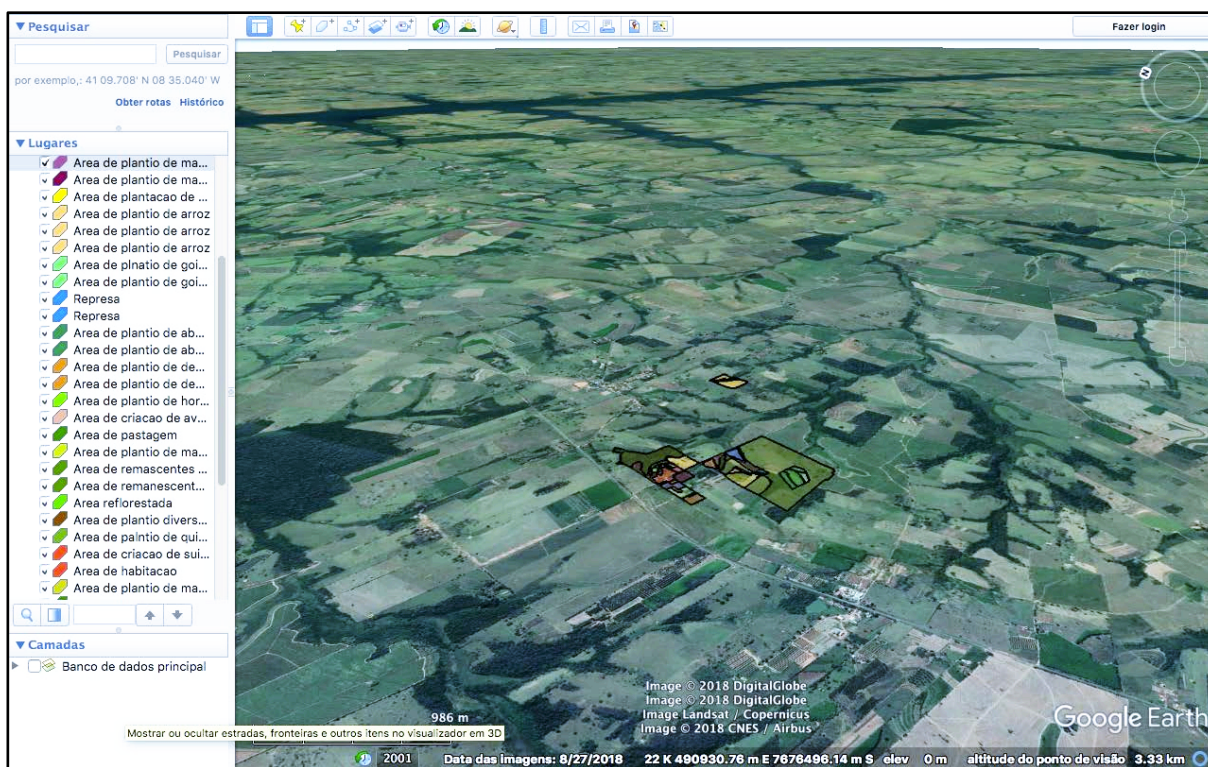 Pesquisar
Fazer login
Pesquisar
por exemplo,: 41 09.708' N 08 35.040' W
Obter rotas Histórico
Lugares
Area de plantio de ma...
Area de plantio de ma...
Area de plantacao de ...
Area de plantio de arroz
Area de plantio de arroz
Area de plantio de arroz
Area de plnatio de goi...
Area de plantio de goi...
Represa
Represa
Area de plantio de ab...
Area de plantio de ab...
Area de plantio de de...
Area de plantio de de...
Area de plantio de hor...
Area de criacao de av...
Area de pastagem
Area de plantio de ma...
Area de remascentes ...
Area de remanescent...
Area reflorestada
Area de plantio divers...
Area de palntio de qui...
Area de criacao de sui...
Area de habitacao
Area de plantio de ma...
Camadas
Banco de dados principal
N
Image © 2018 DigitalGlobe
Image © 2018 DigitalGlobe
Image Landsat / Copernicus
Image © 2018 CNES / Airbus
Google Earth
986 m
Mostrar ou ocultar estradas, fronteiras e outros itens no visualizador em 3D
2001 Data das imagens: 8/27/2018 22 K 490930.76 m E 7676496.14 m S elev 0 m altitude do ponto de visão 3.33 km